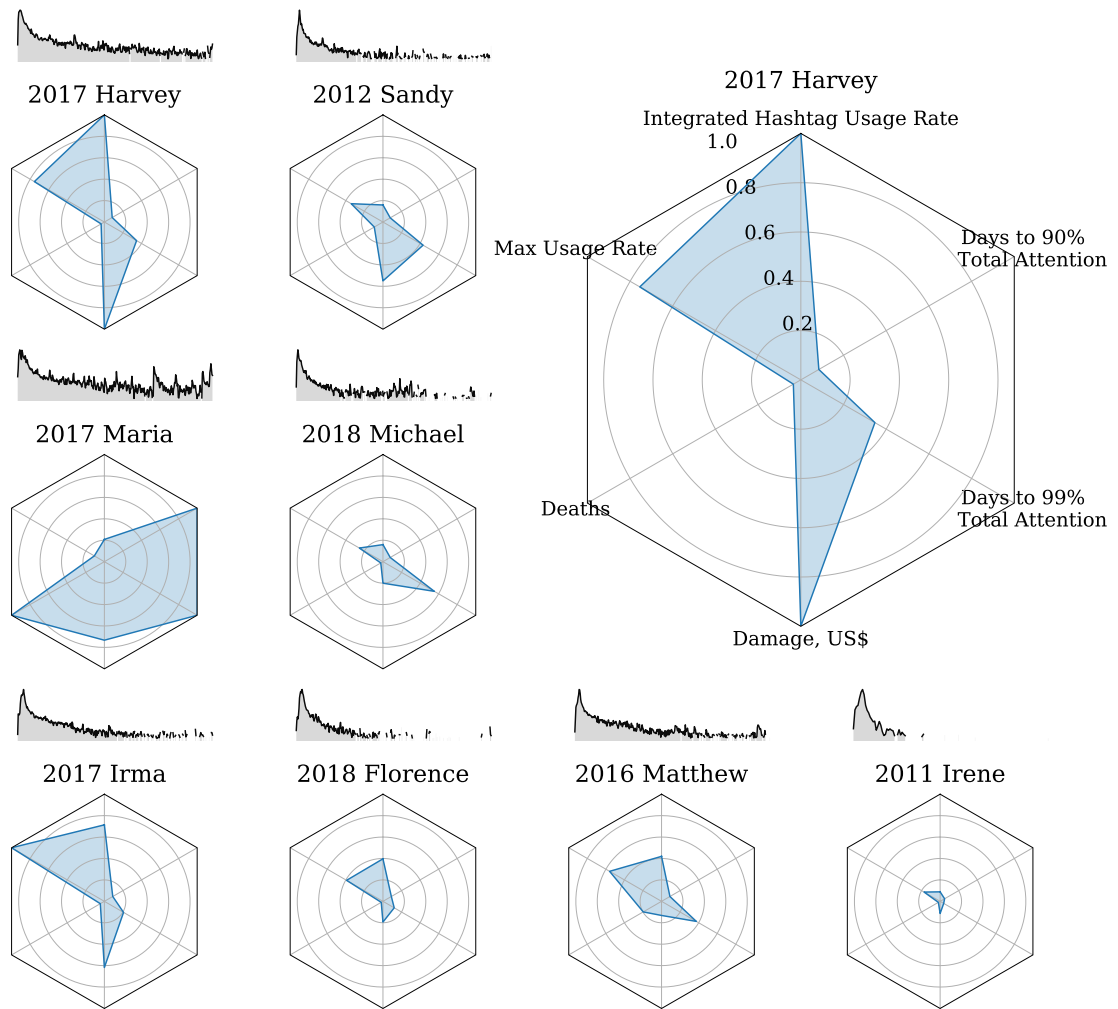 2017 Harvey
2012 Sandy
2017 Harvey
Integrated Hashtag Usage Rate
1.0
0.8
0.6
0.4
0.2
Max Usage Rate
Days to 90%
Total Attention
Deaths
Days to 99%
Total Attention
Damage, US$
2017 Maria
2018 Michael
2017 Irma
2018 Florence
2016 Matthew
2011 Irene